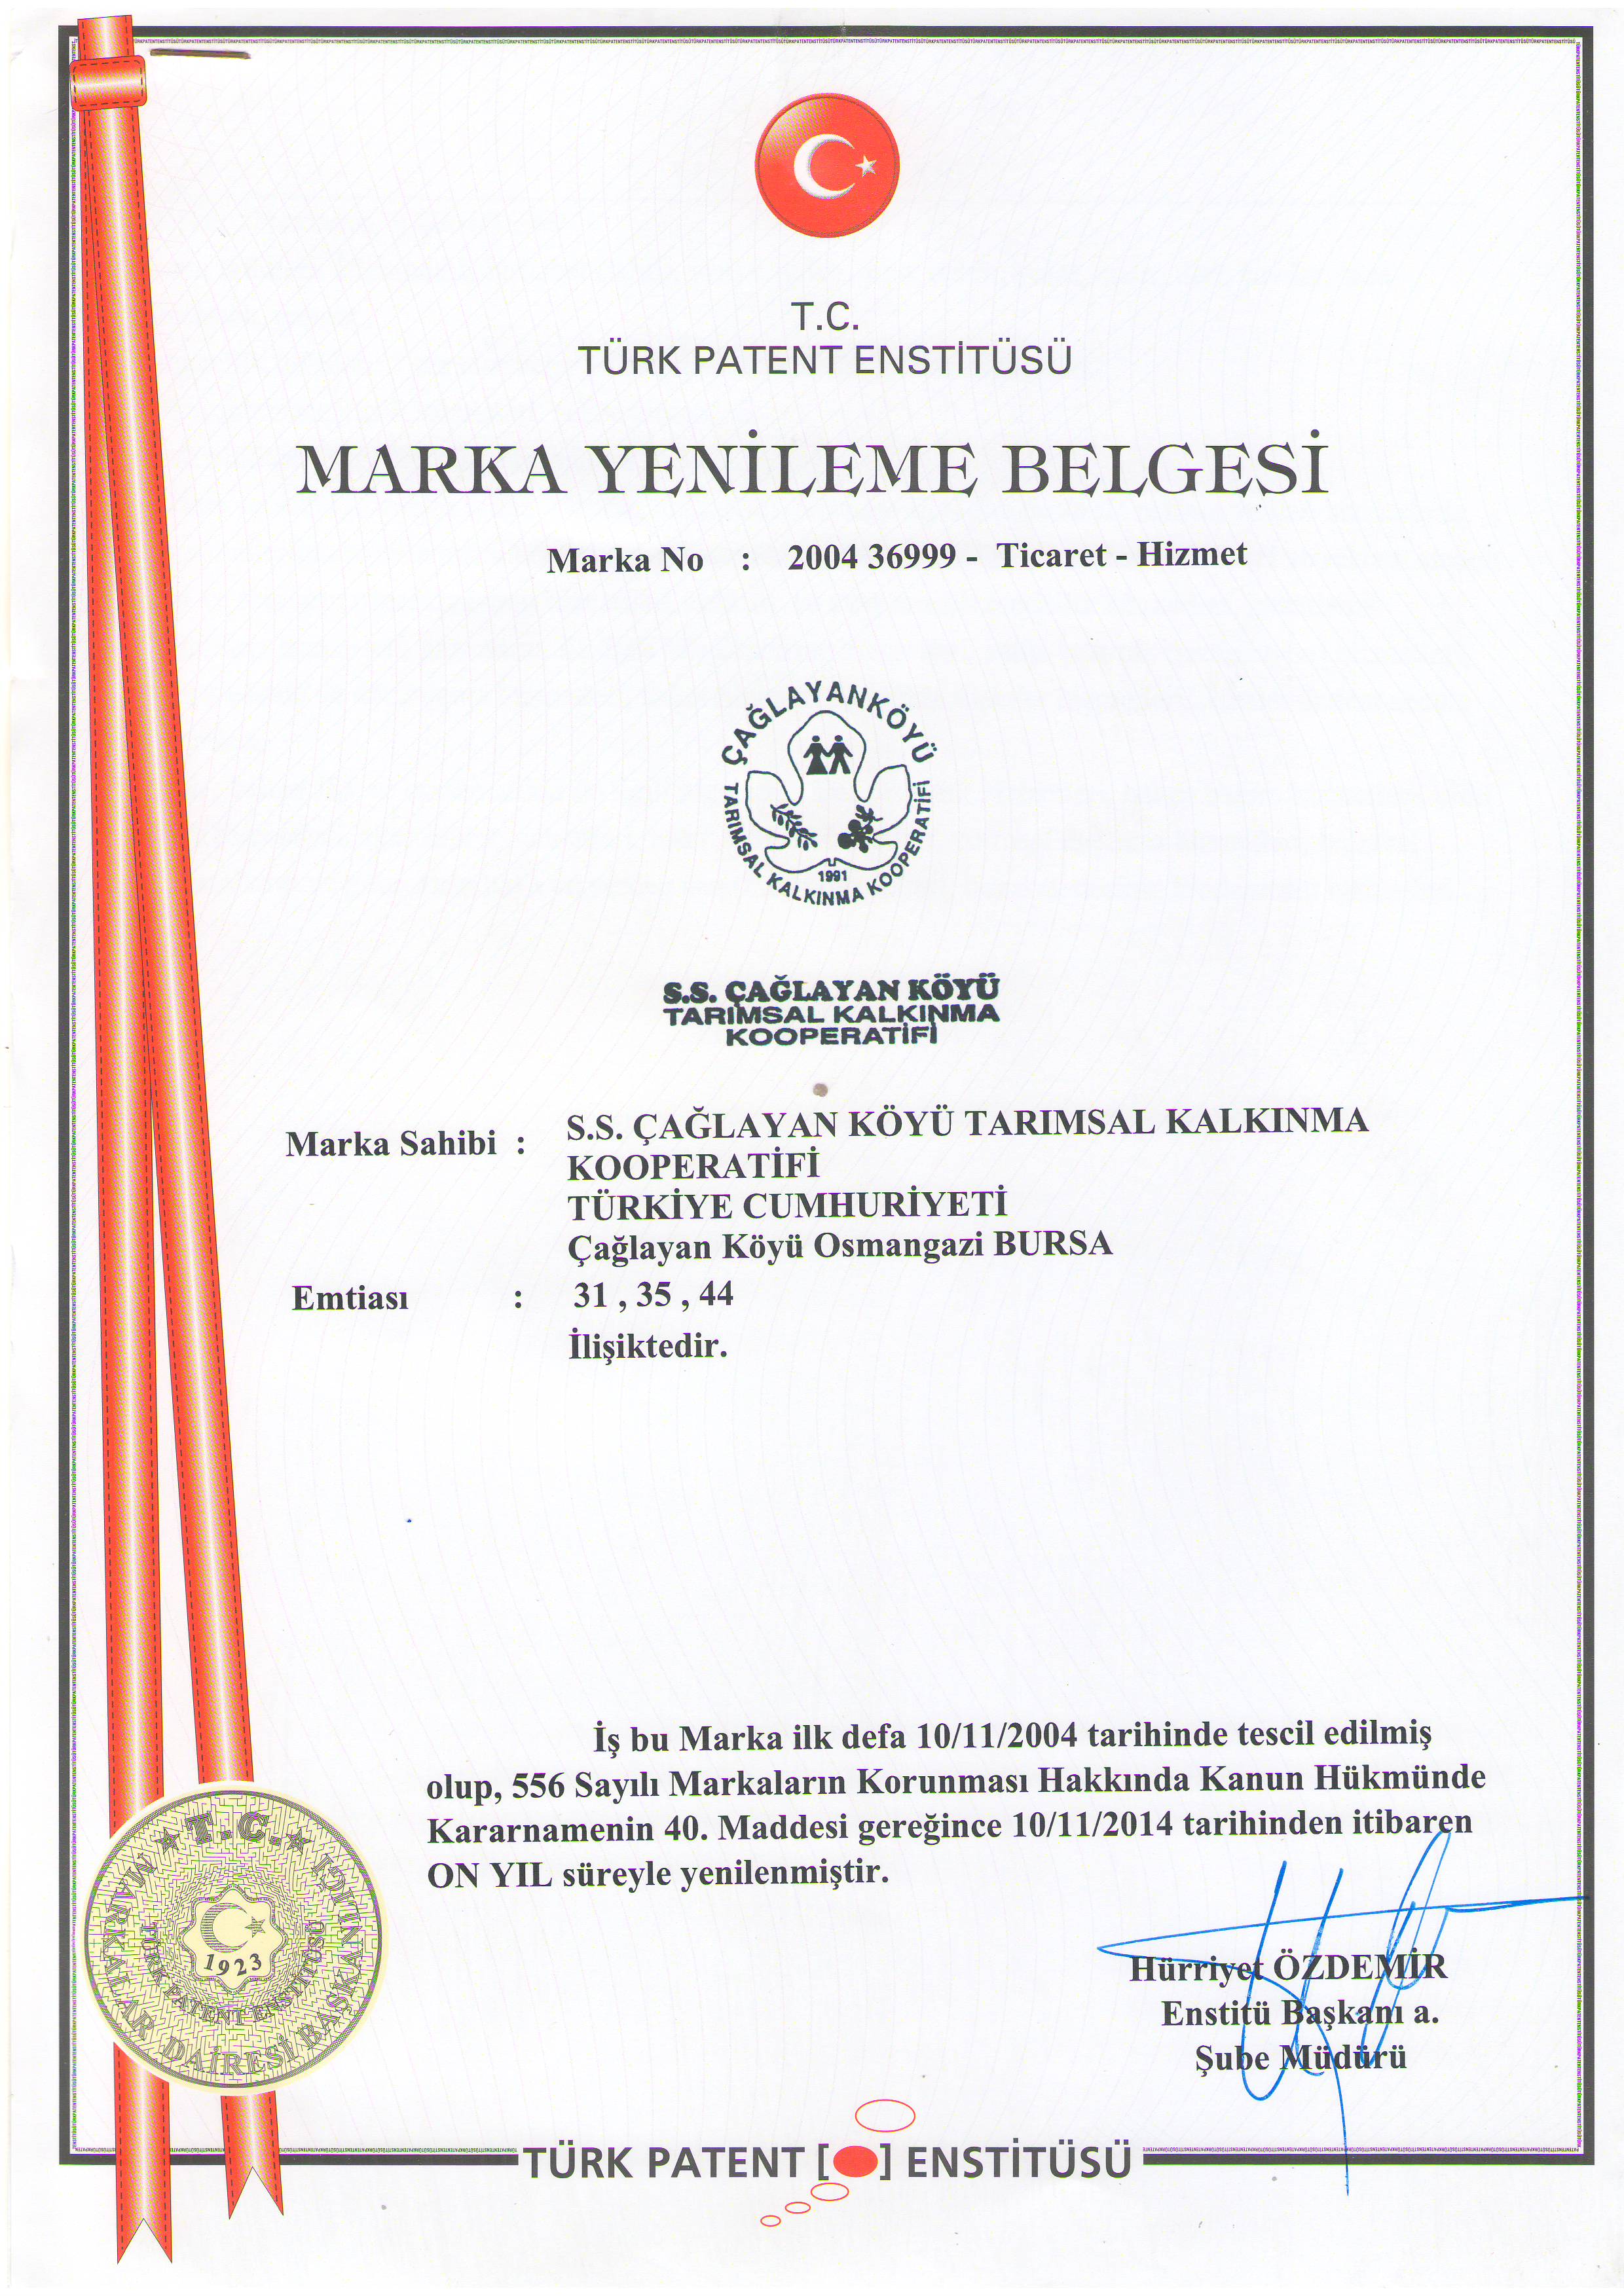 T.C.
TÜRK PATENT ENSTİTÜSÜ
MARKA YENİLEME BELGESİ
Marka No : 2004 36999 - Ticaret - Hizmet
ÇAĞLAYANKÖYÜ
TARIMSAL KALKINMA KOOPERATİFİ
1991
S.S. ÇAĞLAYAN KÖYÜ
TARIMSAL KALKINMA
KOOPERATİFİ
Marka Sahibi : S.S. ÇAĞLAYAN KÖYÜ TARIMSAL KALKINMA
KOOPERATİFİ
TÜRKİYE CUMHURİYETİ
Çağlayan Köyü Osmangazi BURSA
Emtiası : 31 , 35 , 44
İlişiktedir.
İş bu Marka ilk defa 10/11/2004 tarihinde tescil edilmiş
olup, 556 Sayılı Markaların Korunması Hakkında Kanun Hükmünde
Kararnamenin 40. Maddesi gereğince 10/11/2014 tarihinden itibaren
ON YIL süreyle yenilenmiştir.
T.C.
MARKALAR DAİRESİ BAŞKANLIĞI
TÜRK PATENT ENSTİTÜSÜ
1923
Hürriyet ÖZDEMİR
Enstitü Başkanı a.
Şube Müdürü
TÜRK PATENT [ ] ENSTİTÜSÜ